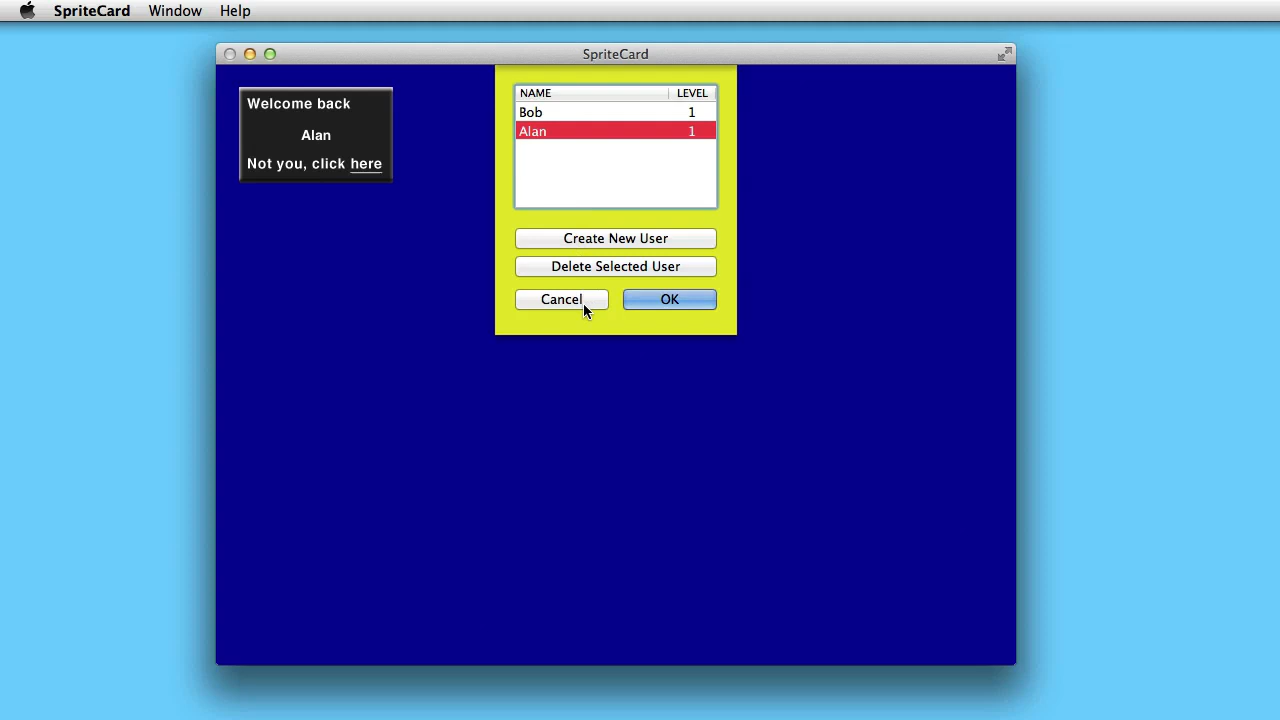 SpriteCard Window Help
SpriteCard
Welcome back
Alan
Not you, click here
NAME LEVEL
Bob 1
Alan 1
Create New User
Delete Selected User
Cancel OK